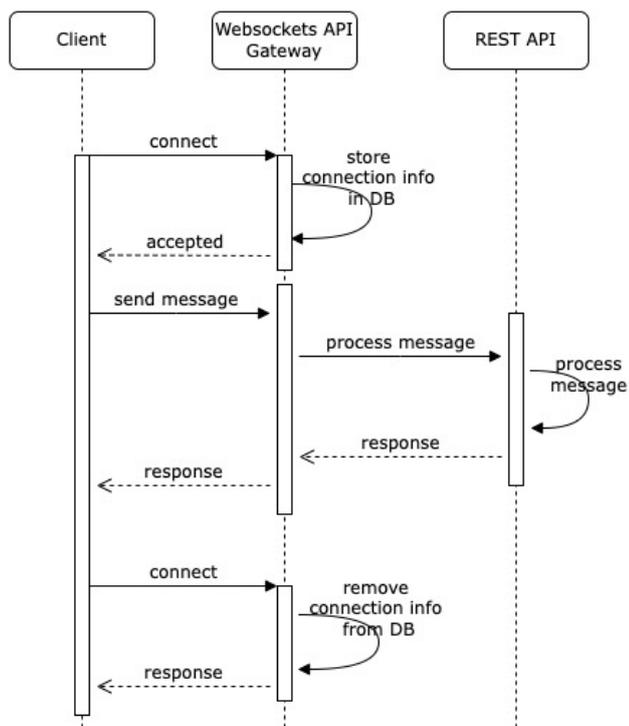 Client
Websockets API
Gateway
REST API
connect
store
connection info
in DB
accepted
send message
process message
process
message
response
response
connect
remove
connection info
from DB
response